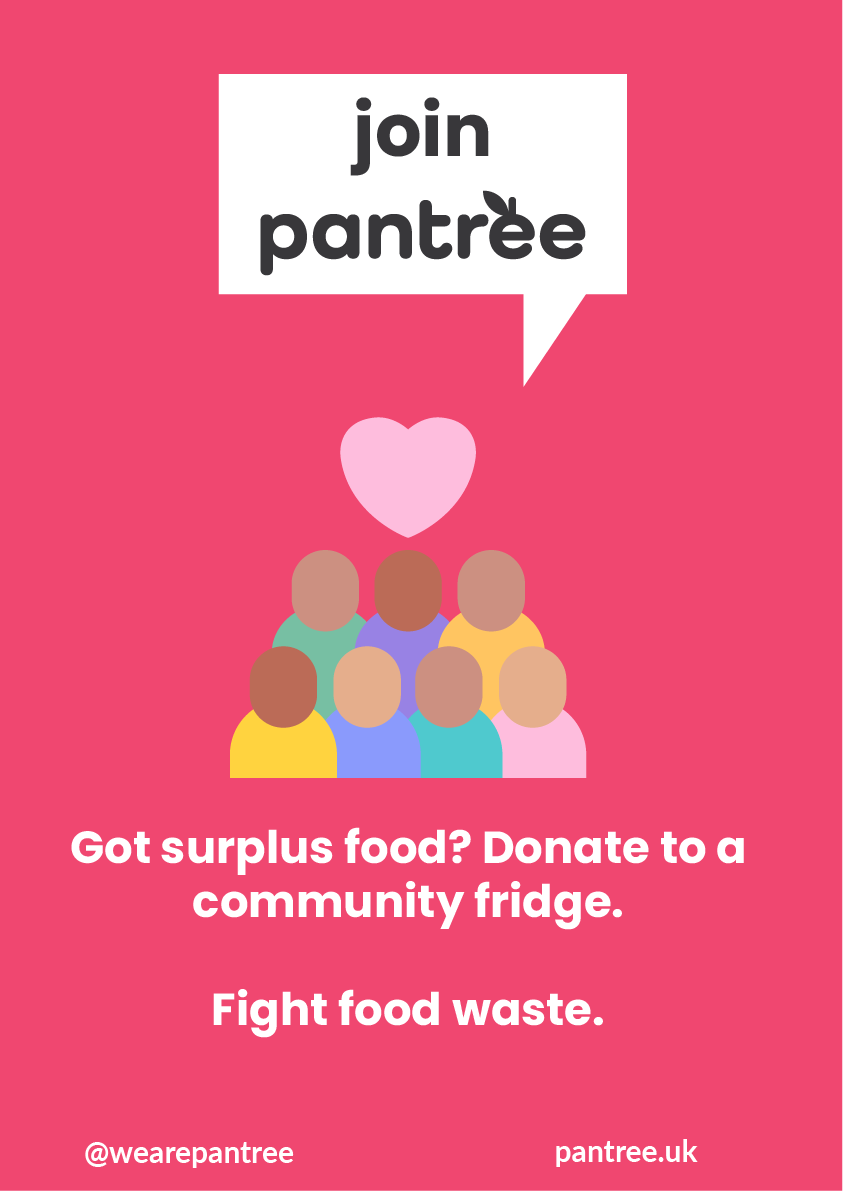 join
pantree
Got surplus food? Donate to a
community fridge.
Fight food waste.
@wearepantree
pantree.uk